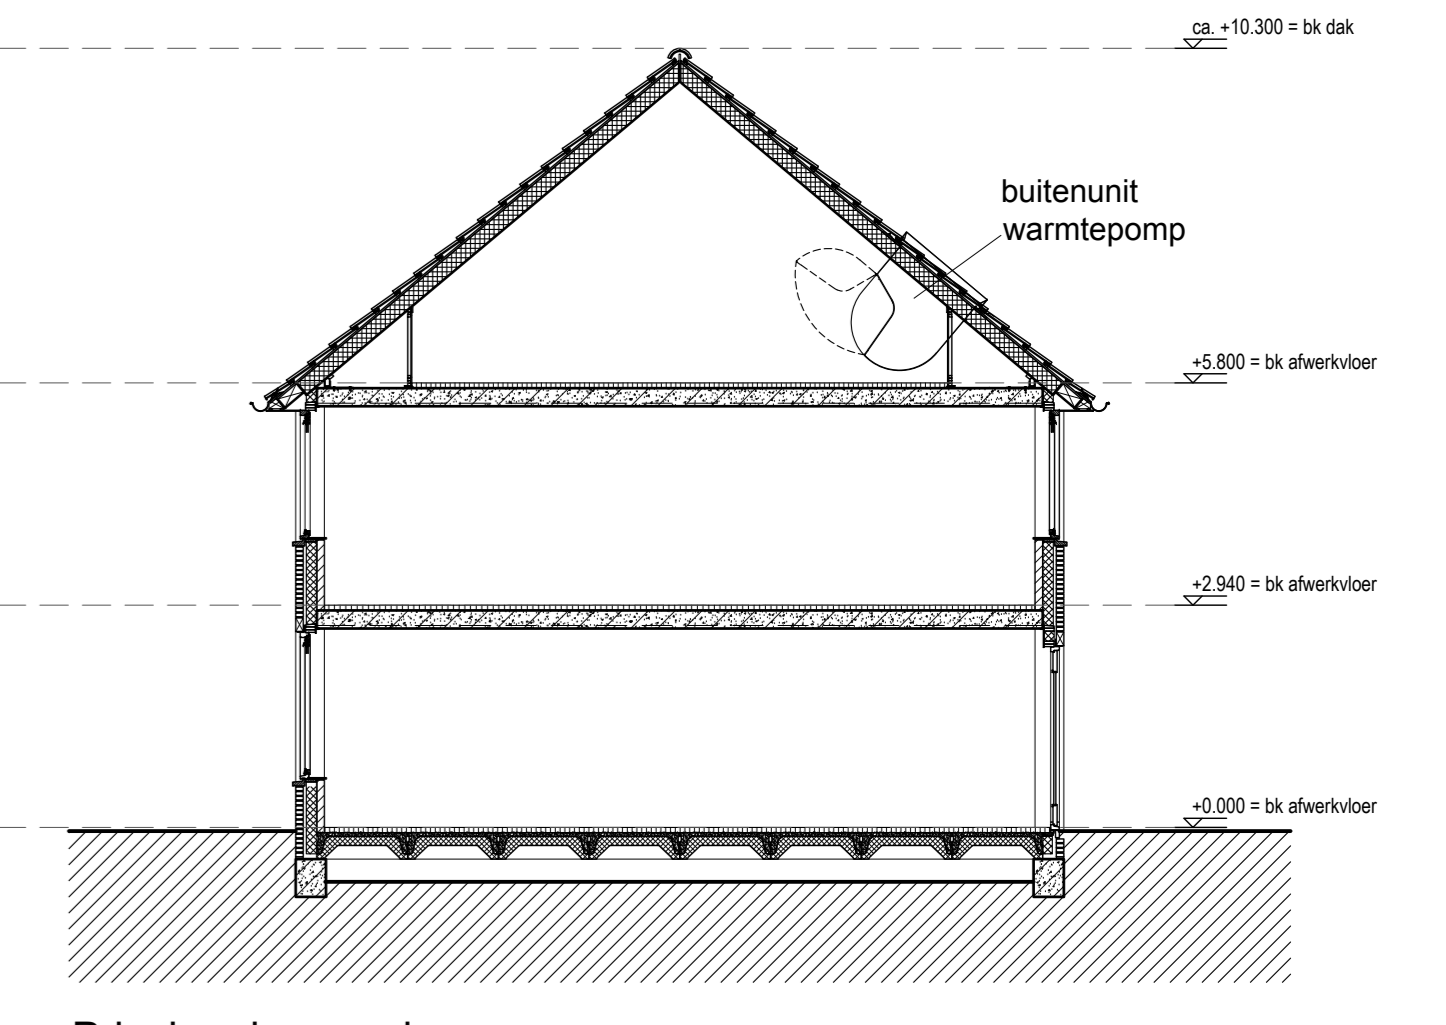 ca. +10.300 = bk dak
buitenunit
warmtepomp
+5.800 = bk afwerkvloer
+2.940 = bk afwerkvloer
+0.000 = bk afwerkvloer